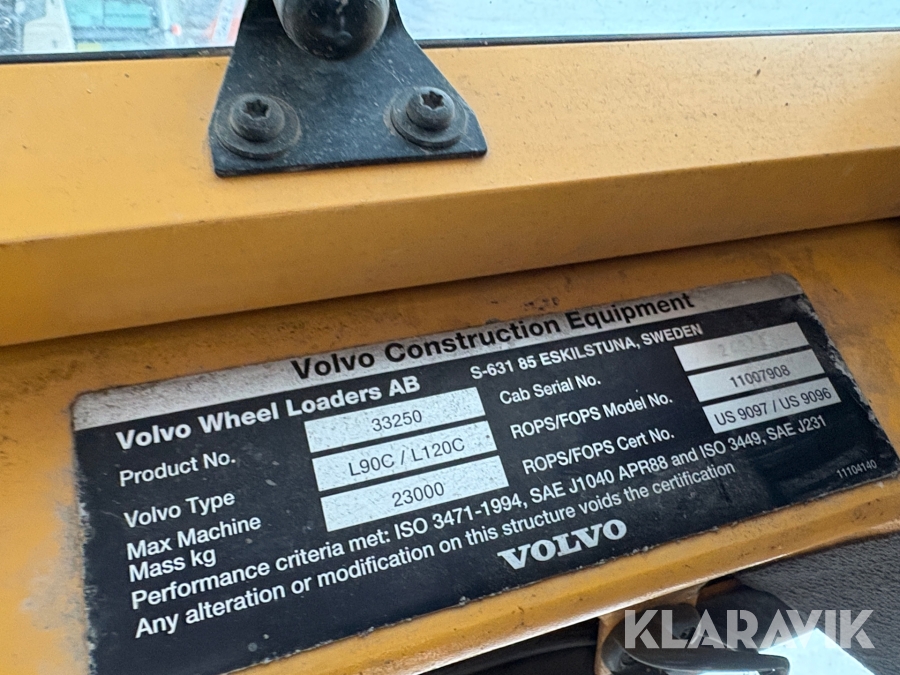 Volvo Construction Equipment
Volvo Wheel Loaders AB S-631 85 ESKILSTUNA, SWEDEN
Product No. 33250
Volvo Type L90C / L120C
Max Machine Mass kg 23000
Cab Serial No.
ROPS/FOPS Model No. 11007908
ROPS/FOPS Cert No. US 9097 / US 9096
Performance criteria met: ISO 3471-1994, SAE J1040 APR88 and ISO 3449, SAE J231
Any alteration or modification on this structure voids the certification
11104140
VOLVO
KLARAVIK